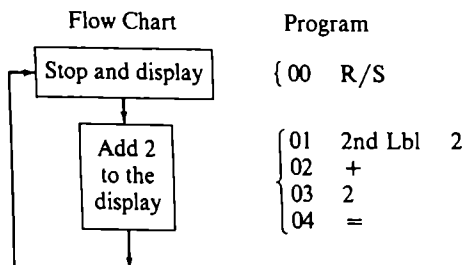 Flow Chart Program
Stop and display { 00 R/S
Add 2 01 2nd Lbl 2
to the 02 +
display 03 2
04 =